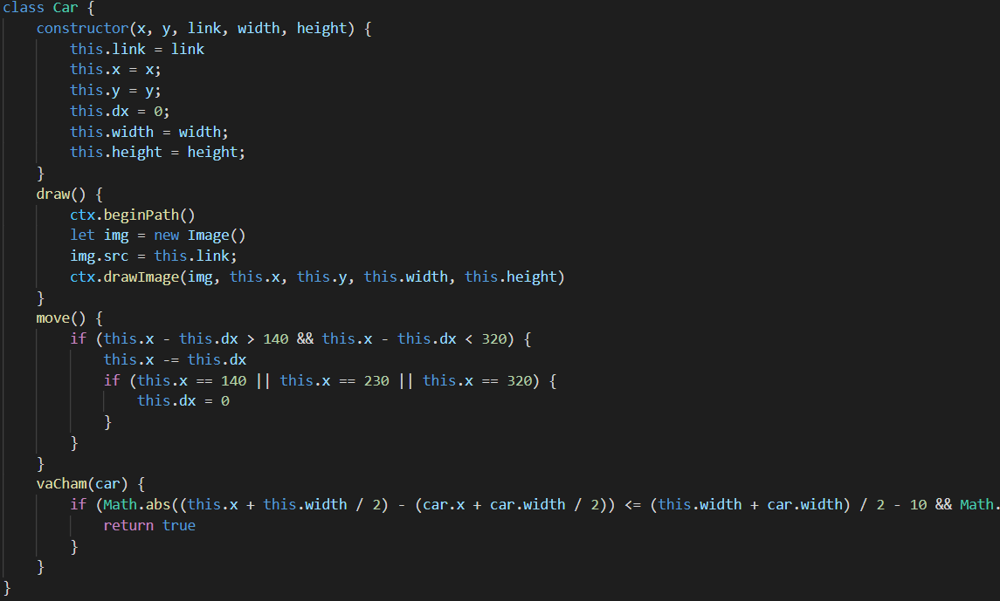 class Car {
    constructor(x, y, link, width, height) {
        this.link = link
        this.x = x;
        this.y = y;
        this.dx = 0;
        this.width = width;
        this.height = height;
    }
    draw() {
        ctx.beginPath()
        let img = new Image()
        img.src = this.link;
        ctx.drawImage(img, this.x, this.y, this.width, this.height)
    }
    move() {
        if (this.x - this.dx > 140 && this.x - this.dx < 320) {
            this.x -= this.dx
            if (this.x == 140 || this.x == 230 || this.x == 320) {
                this.dx = 0
            }
        }
    }
    vaCham(car) {
        if (Math.abs((this.x + this.width / 2) - (car.x + car.width / 2)) <= (this.width + car.width) / 2 - 10 && Math.
            return true
        }
    }
}